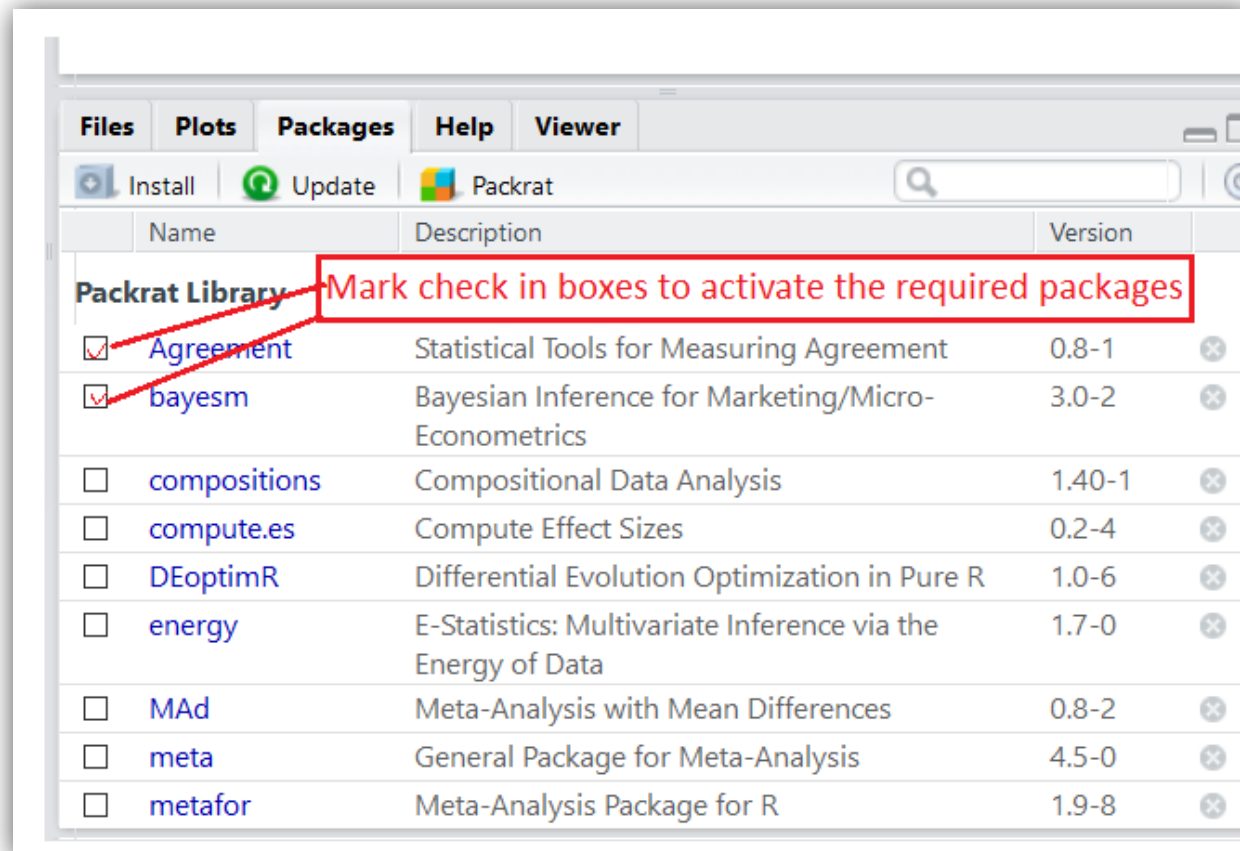 Files Plots Packages Help Viewer
Install Update Packrat
Name Description Version
Packrat Library
Mark check in boxes to activate the required packages
Agreement Statistical Tools for Measuring Agreement 0.8-1
bayesm Bayesian Inference for Marketing/Micro- 3.0-2
Econometrics
compositions Compositional Data Analysis 1.40-1
compute.es Compute Effect Sizes 0.2-4
DEoptimR Differential Evolution Optimization in Pure R 1.0-6
energy E-Statistics: Multivariate Inference via the 1.7-0
Energy of Data
MAd Meta-Analysis with Mean Differences 0.8-2
meta General Package for Meta-Analysis 4.5-0
metafor Meta-Analysis Package for R 1.9-8